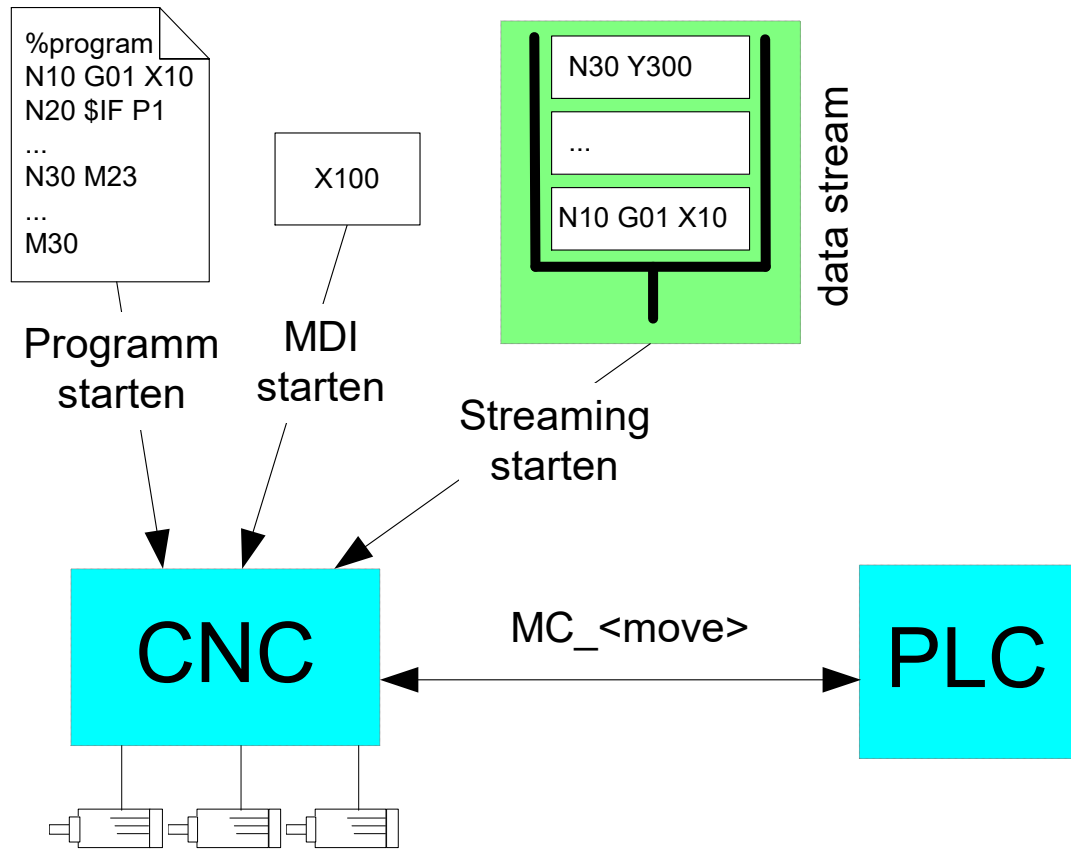 %program
N10 G01 X10
N20 $IF P1
...
N30 M23
...
M30
X100
N30 Y300
...
N10 G01 X10
data stream
Programm
starten
MDI
starten
Streaming
starten
CNC
MC_<move>
PLC